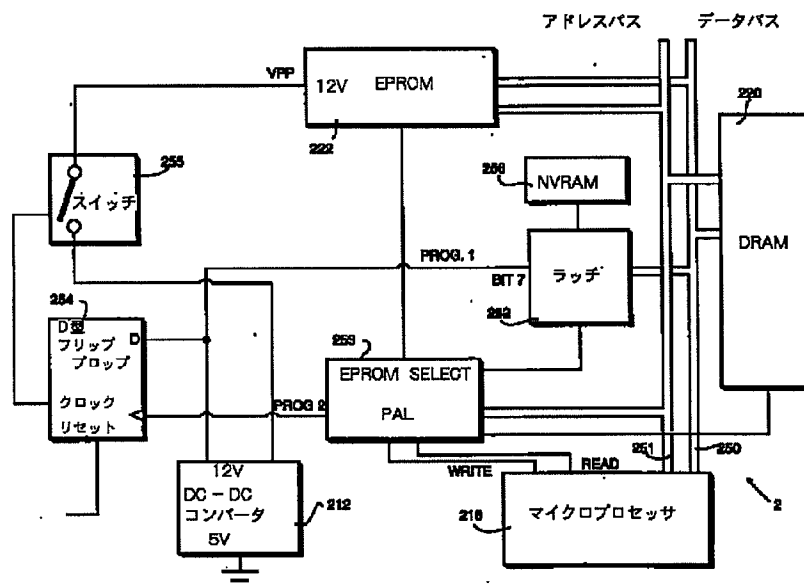 アドレスバス データバス
VPP
12V EPROM
222
220
255
スイッチ
256
NVRAM
DRAM
PROG. 1
BIT 7
ラッチ
252
254
D型
フリップ
プロップ
D
253
EPROM SELECT
PAL
クロック
リセット
PROG 2
251
250
WRITE
READ
12V
DC-DC
コンバータ
5V
212
216
マイクロプロセッサ
2